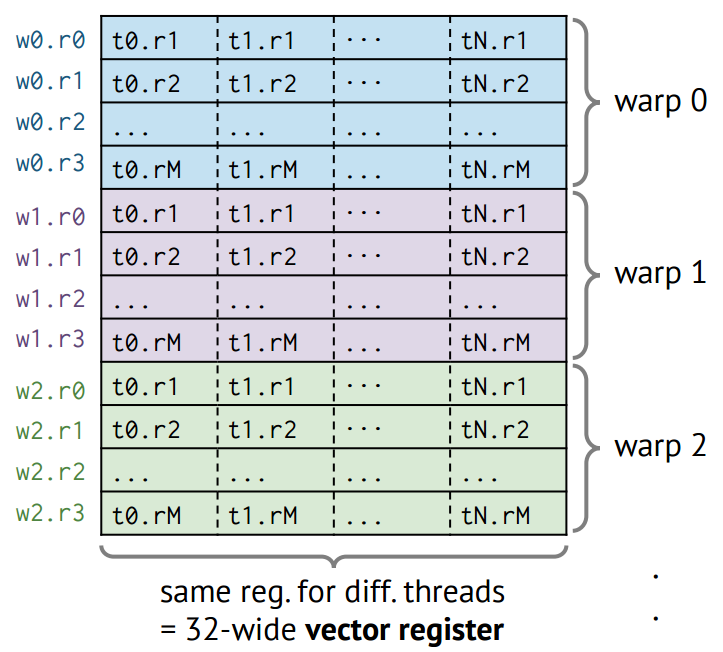 w0.r0 t0.r1 t1.r1 ... tN.r1
w0.r1 t0.r2 t1.r2 ... tN.r2
w0.r2 ... ... ... ...
w0.r3 t0.rM t1.rM ... tN.rM
warp 0
w1.r0 t0.r1 t1.r1 ... tN.r1
w1.r1 t0.r2 t1.r2 ... tN.r2
w1.r2 ... ... ... ...
w1.r3 t0.rM t1.rM ... tN.rM
warp 1
w2.r0 t0.r1 t1.r1 ... tN.r1
w2.r1 t0.r2 t1.r2 ... tN.r2
w2.r2 ... ... ... ...
w2.r3 t0.rM t1.rM ... tN.rM
warp 2
same reg. for diff. threads
= 32-wide vector register
.
.